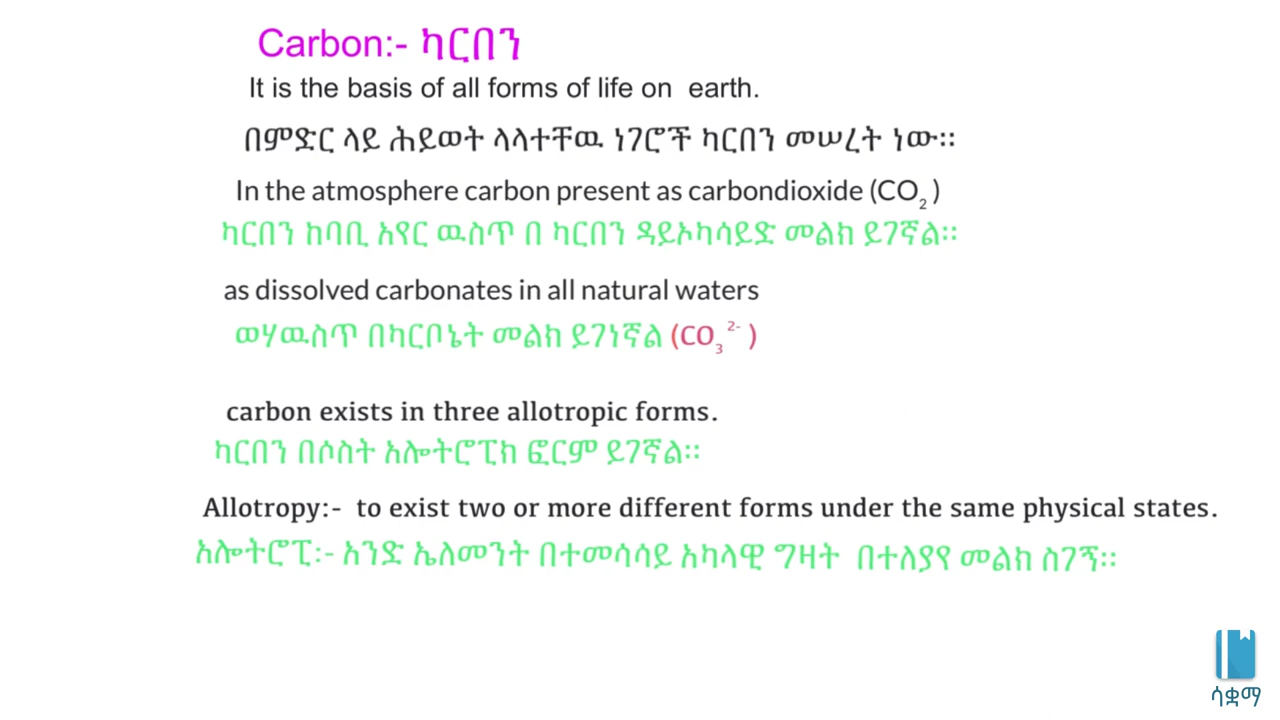 Carbon:- ካርበን
It is the basis of all forms of life on earth.
በምድር ላይ ሕይወት ላላተቸዉ ነገሮች ካርበን መሠረት ነው፡፡
In the atmosphere carbon present as carbondioxide (CO₂)
ካርበን ከባቢ አየር ዉስጥ በ ካርበን ዳይኦካሳይድ መልክ ይገኛል፡፡
as dissolved carbonates in all natural waters
ወሃዉስጥ በካርቦኔት መልክ ይገነኛል (CO₃²⁻)
carbon exists in three allotropic forms.
ካርበን በሶስት አሎትሮፒክ ፎርም ይገኛል፡፡
Allotropy:- to exist two or more different forms under the same physical states.
አሎትሮፒ፡- አንድ ኤለመንት በተመሳሳይ አካላዊ ግዛት በተለያየ መልክ ስገኝ፡፡
ሳቋማ